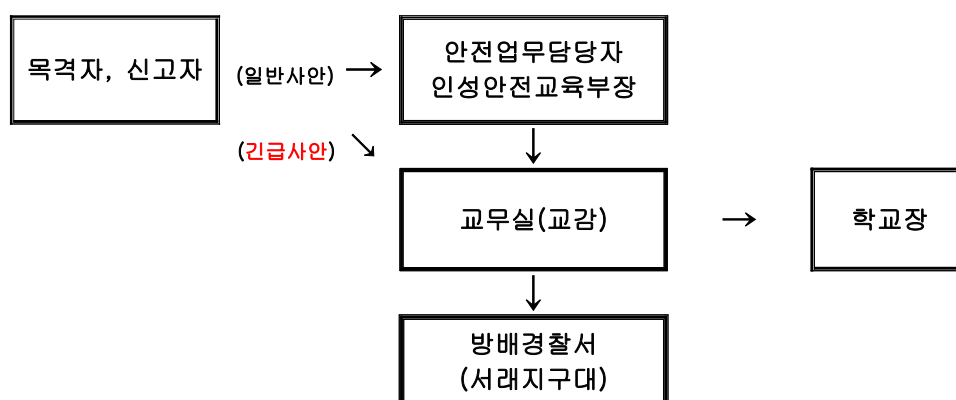 목격자, 신고자
(일반사안) →
안전업무담당자
인성안전교육부장
(긴급사안) ↘
↓
교무실(교감)
→
학교장
↓
방배경찰서
(서래지구대)